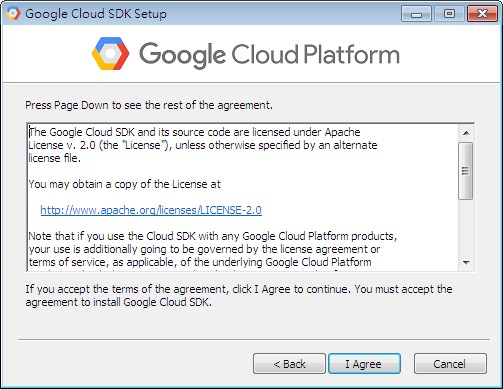 Google Cloud SDK Setup
Google Cloud Platform
Press Page Down to see the rest of the agreement.
The Google Cloud SDK and its source code are licensed under Apache
License v. 2.0 (the "License"), unless otherwise specified by an alternate
license file.
You may obtain a copy of the License at
http://www.apache.org/licenses/LICENSE-2.0
Note that if you use the Cloud SDK with any Google Cloud Platform products,
your use is additionally going to be governed by the license agreement or
terms of service, as applicable, of the underlying Google Cloud Platform
If you accept the terms of the agreement, click I Agree to continue. You must accept the
agreement to install Google Cloud SDK.
< Back
I Agree
Cancel